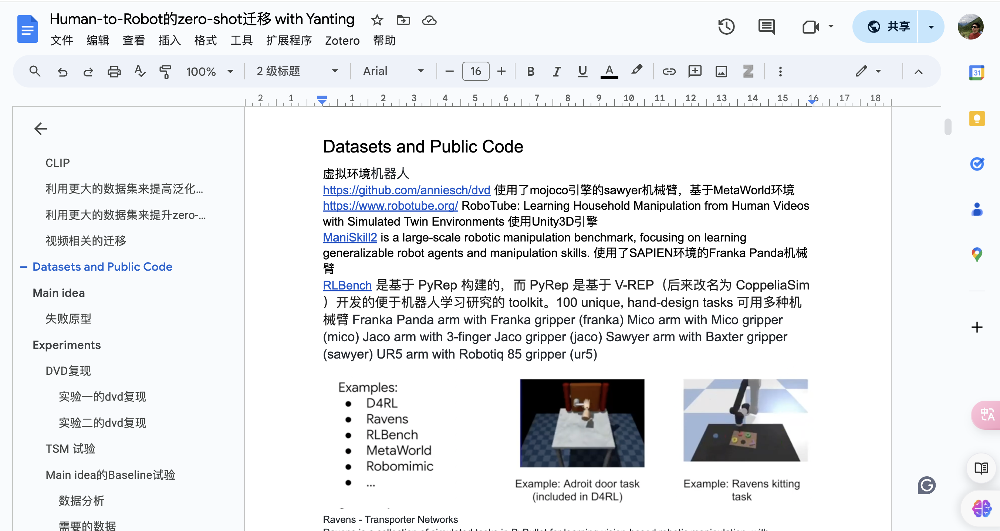 Human-to-Robot的zero-shot迁移 with Yanting
文件 编辑 查看 插入 格式 工具 扩展程序 Zotero 帮助
共享
100% 2 级标题 Arial 16
31
2 1 1 2 3 4 5 6 7 8 9 10 11 12 13 14 15 16 17 18
CLIP
利用更大的数据集来提高泛化...
利用更大的数据集来提升zero-...
视频相关的迁移
Datasets and Public Code
Main idea
失败原型
Experiments
DVD复现
实验一的dvd复现
实验二的dvd复现
TSM 试验
Main idea的Baseline试验
数据分析
需要的数据
Datasets and Public Code
虚拟环境机器人
https://github.com/anniesch/dvd 使用了mojoco引擎的sawyer机械臂，基于MetaWorld环境
https://www.robotube.org/ RoboTube: Learning Household Manipulation from Human Videos
with Simulated Twin Environments 使用Unity3D引擎
ManiSkill2 is a large-scale robotic manipulation benchmark, focusing on learning
generalizable robot agents and manipulation skills. 使用了SAPIEN环境的Franka Panda机械
臂
RLBench 是基于 PyRep 构建的，而 PyRep 是基于 V-REP（后来改名为 CoppeliaSim
）开发的便于机器人学习研究的 toolkit。100 unique, hand-design tasks 可用多种机
械臂 Franka Panda arm with Franka gripper (franka) Mico arm with Mico gripper
(mico) Jaco arm with 3-finger Jaco gripper (jaco) Sawyer arm with Baxter gripper
(sawyer) UR5 arm with Robotiq 85 gripper (ur5)
Examples:
● D4RL
● Ravens
● RLBench
● MetaWorld
● Robomimic
● ...
Example: Adroit door task
(included in D4RL)
Example: Ravens kitting
task
Ravens - Transporter Networks
Ravens is a collection of simulated tasks in PyBullet for learning vision-based robotic manipulation, with